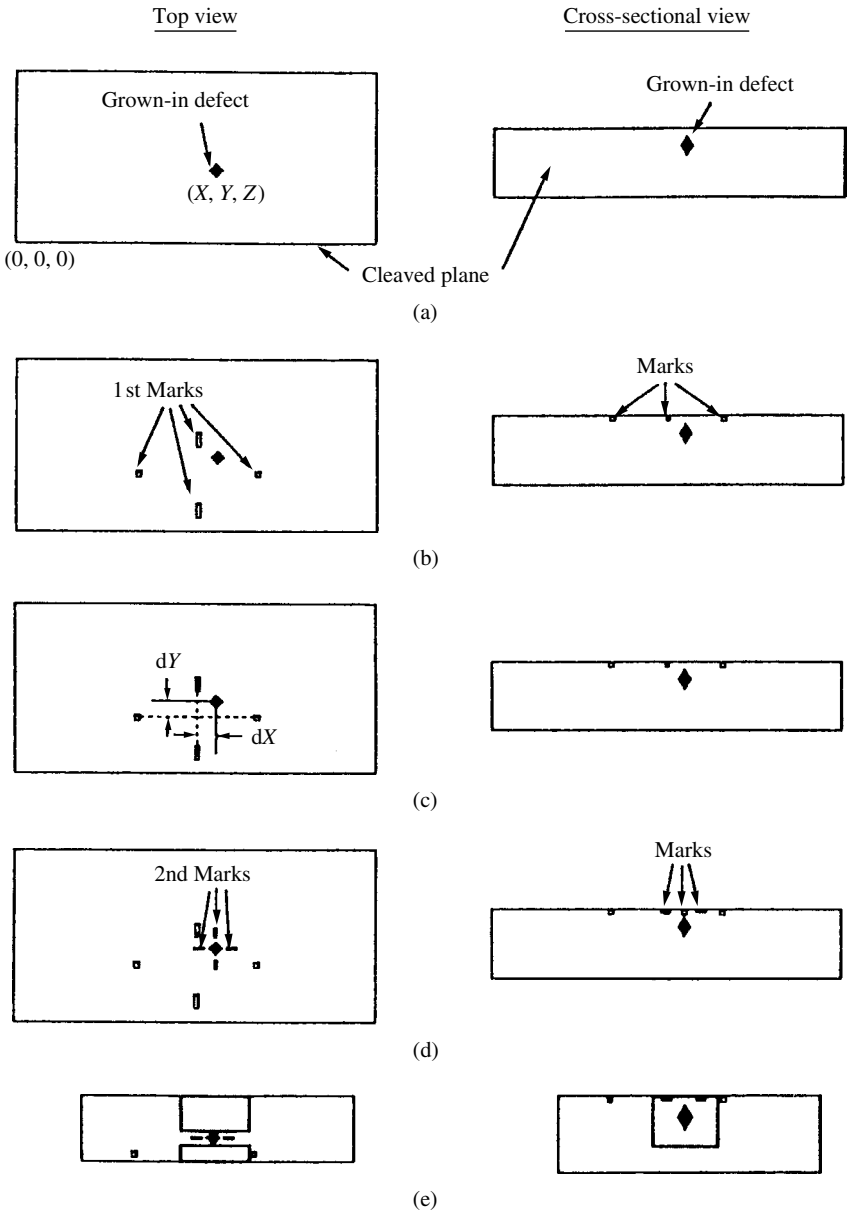 Top view
Cross-sectional view
Grown-in defect
(X, Y, Z)
(0, 0, 0)
Grown-in defect
Cleaved plane
(a)
1st Marks
Marks
(b)
dY
dX
(c)
2nd Marks
Marks
(d)
(e)